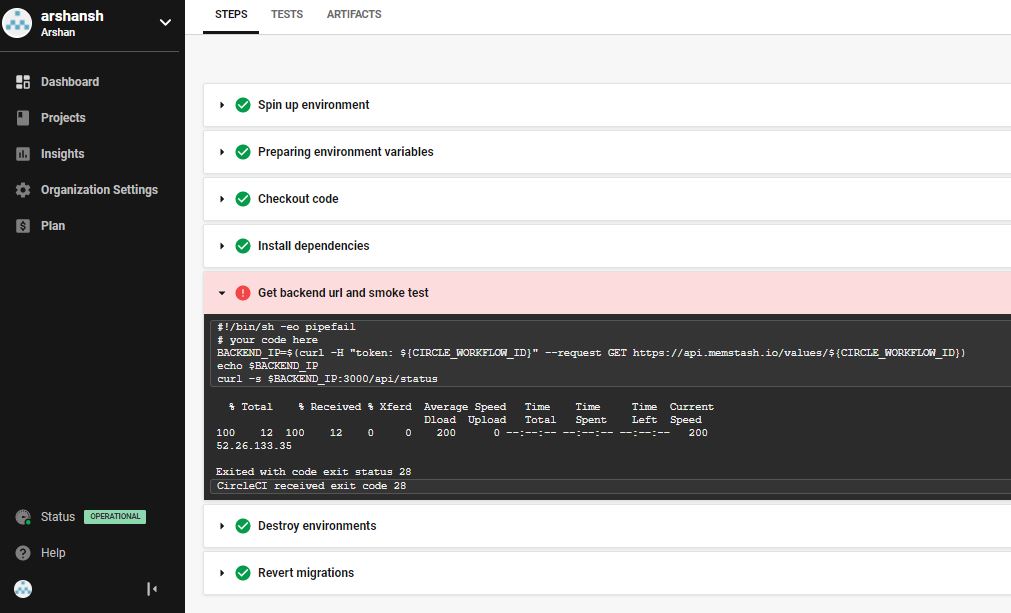 arshansh
Arshan
STEPS TESTS ARTIFACTS
Dashboard
Projects
Insights
Organization Settings
Plan
Spin up environment
Preparing environment variables
Checkout code
Install dependencies
Get backend url and smoke test
#!/bin/sh -eo pipefail
# your code here
BACKEND_IP=$(curl -H "token: ${CIRCLE_WORKFLOW_ID}" --request GET https://api.memstash.io/values/${CIRCLE_WORKFLOW_ID})
echo $BACKEND_IP
curl -s $BACKEND_IP:3000/api/status
% Total % Received % Xferd Average Speed Time Time Time Current
Dload Upload Total Spent Left Speed
100 12 100 12 0 0 200 0 --:--:-- --:--:-- --:--:-- 200
52.26.133.35
Exited with code exit status 28
CircleCI received exit code 28
Destroy environments
Revert migrations
Status OPERATIONAL
Help